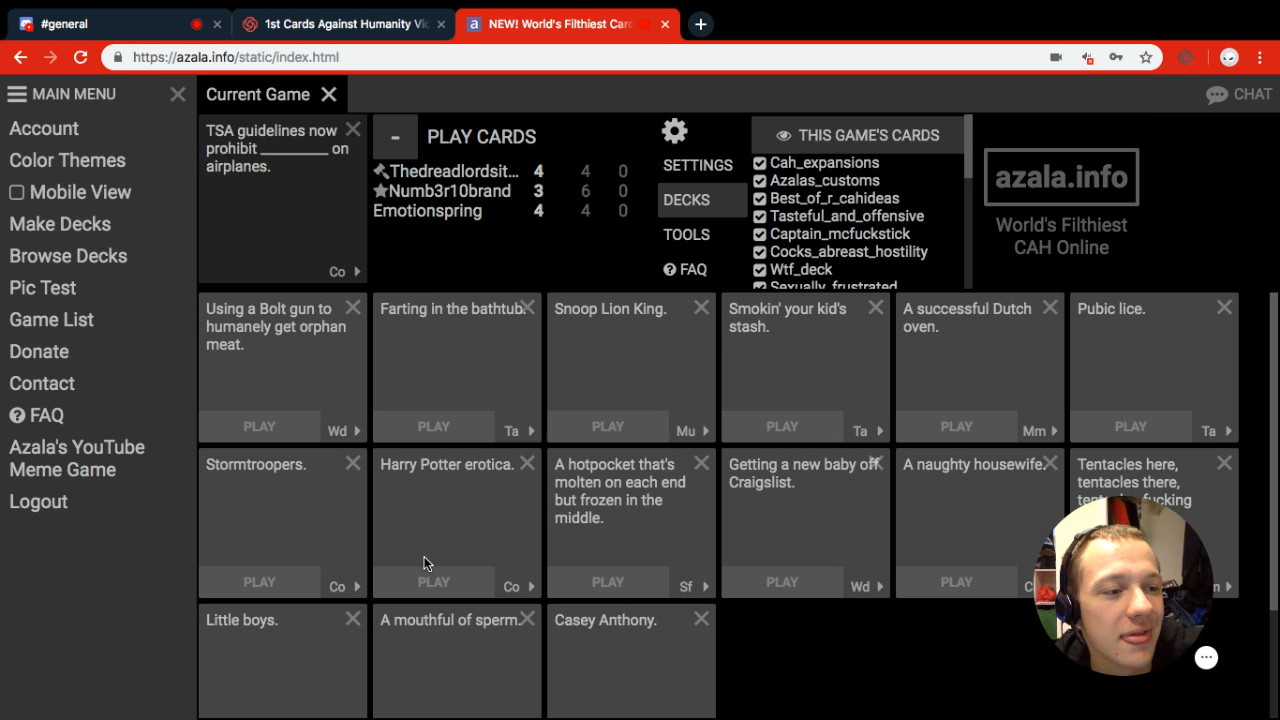 #general
1st Cards Against Humanity Vic
NEW! World's Filthiest Card
https://azala.info/static/index.html
MAIN MENU
Account
Color Themes
Mobile View
Make Decks
Browse Decks
Pic Test
Game List
Donate
Contact
FAQ
Azala's YouTube
Meme Game
Logout
Current Game
CHAT
TSA guidelines now
prohibit __________ on
airplanes.
Co
- PLAY CARDS
Thedreadlordsit... 4 4 0
Numb3r10brand 3 6 0
Emotionspring 4 4 0
SETTINGS
DECKS
TOOLS
FAQ
THIS GAME'S CARDS
Cah_expansions
Azalas_customs
Best_of_r_cahideas
Tasteful_and_offensive
Captain_mcfuckstick
Cocks_abreast_hostility
Wtf_deck
Sexually_frustrated
azala.info
World's Filthiest
CAH Online
Using a Bolt gun to
humanely get orphan
meat.
PLAY Wd
Farting in the bathtub.
PLAY Ta
Snoop Lion King.
PLAY Mu
Smokin' your kid's
stash.
PLAY Ta
A successful Dutch
oven.
PLAY Mm
Pubic lice.
PLAY Ta
Stormtroopers.
PLAY Co
Harry Potter erotica.
PLAY Co
A hotpocket that's
molten on each end
but frozen in the
middle.
PLAY Sf
Getting a new baby off
Craigslist.
PLAY Wd
A naughty housewife.
PLAY
Tentacles here,
tentacles there,
fucking
Little boys.
A mouthful of sperm.
Casey Anthony.